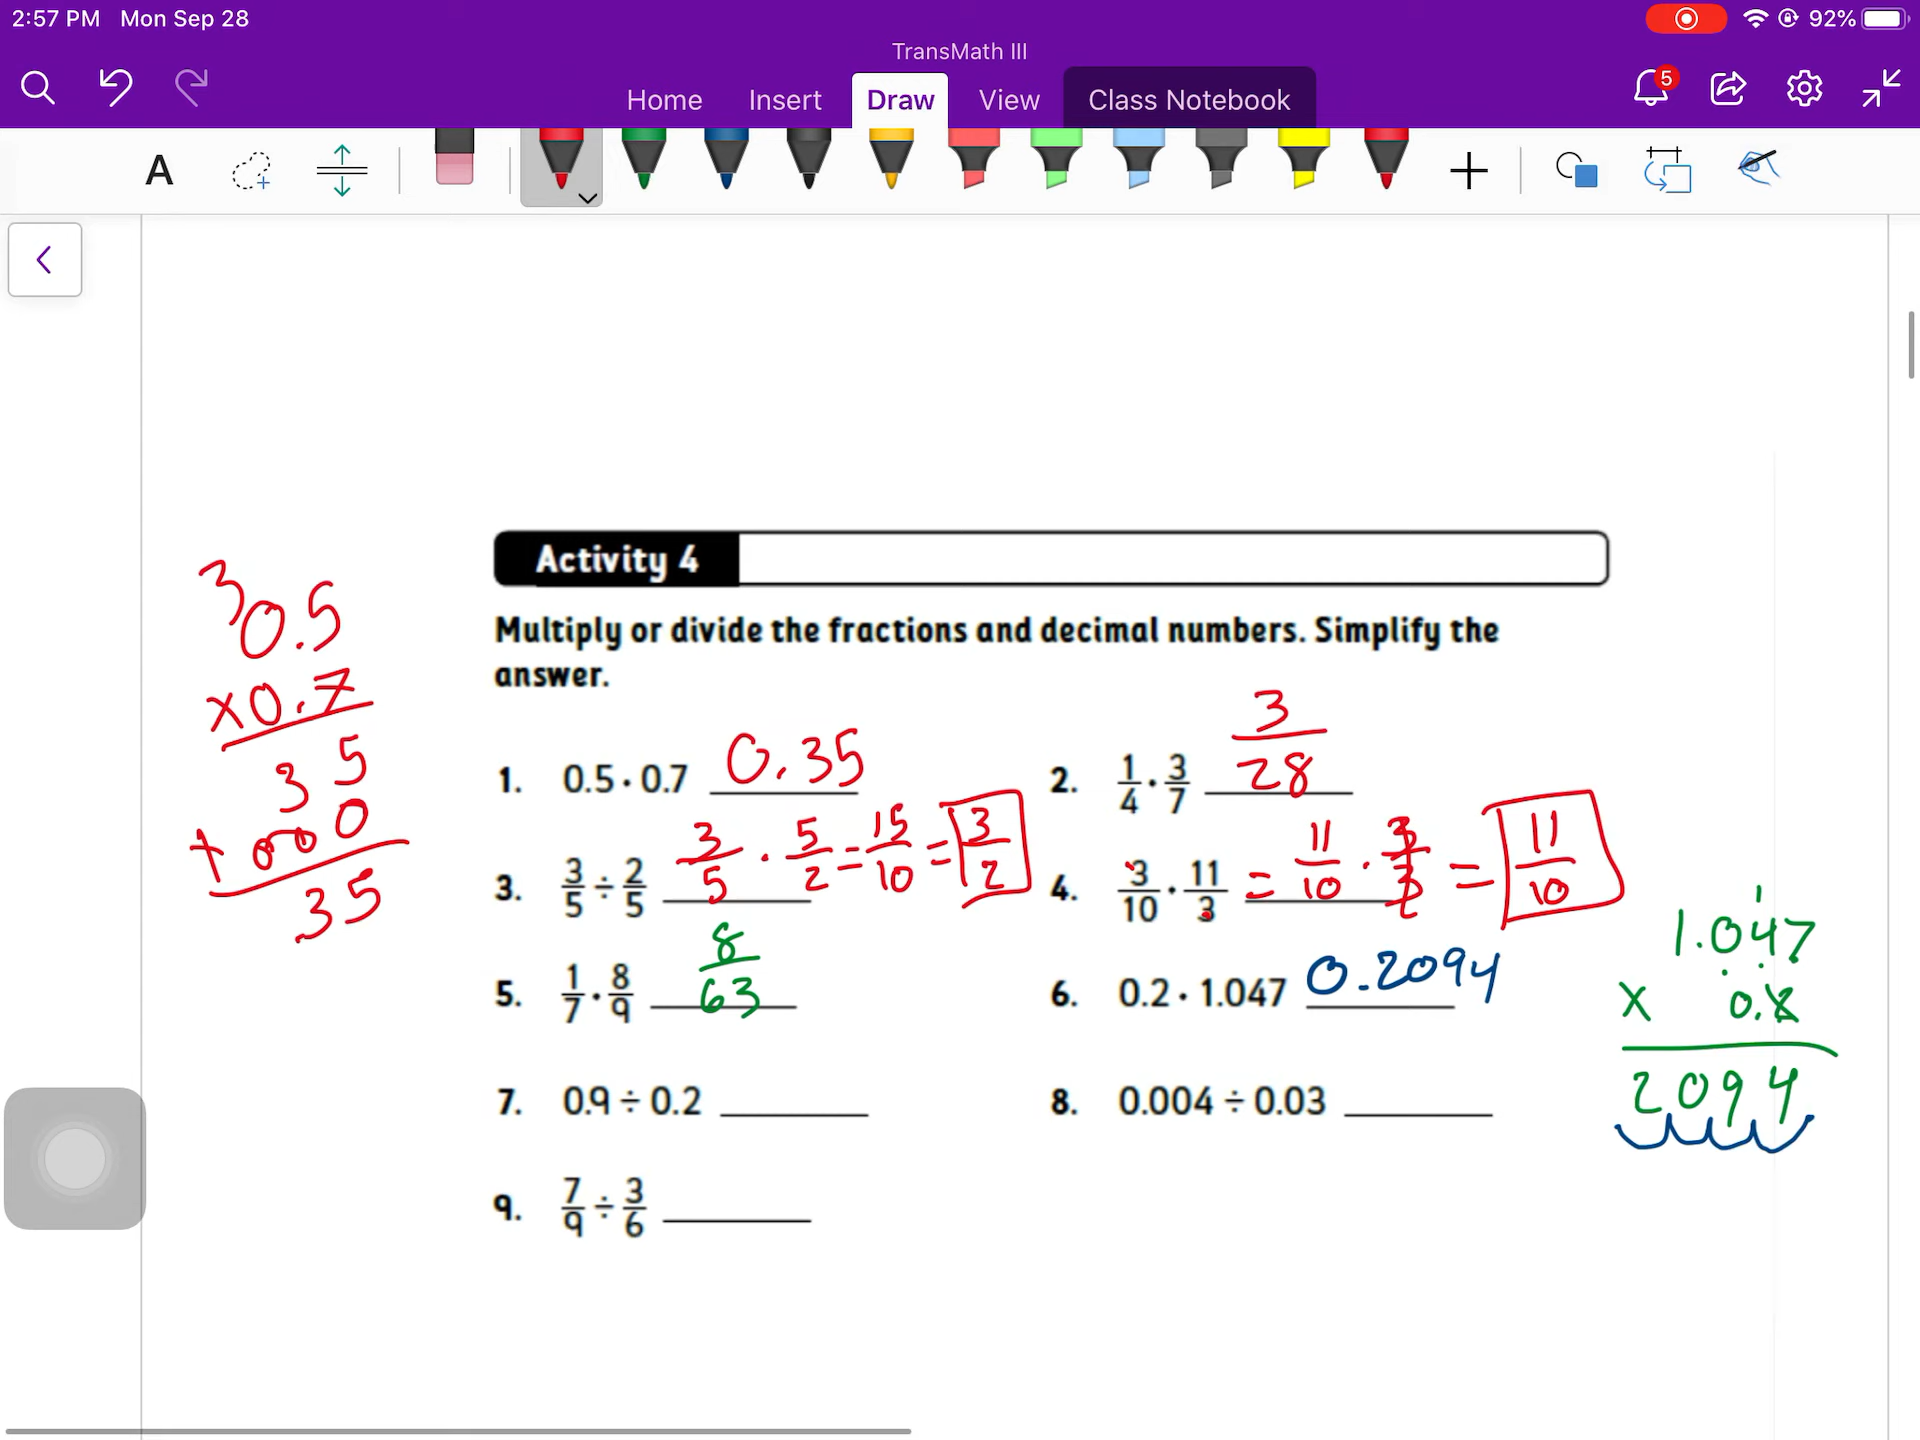 2:57 PM Mon Sep 28
92%
TransMath III
5
Home Insert Draw View Class Notebook
A
Activity 4
Multiply or divide the fractions and decimal numbers. Simplify the
answer.
3
0.5
x0.7
35
+ 000
35
1. 0.5 · 0.7 0.35
2. 1/4 · 3/7 3/28
3. 3/5 ÷ 2/5 3/5 · 5/2 = 15/10 = 3/2
4. 3/10 · 11/3 = 11/10 · 3/3 = 11/10
5. 1/7 · 8/9 8/63
6. 0.2 · 1.047 0.2094
7. 0.9 ÷ 0.2
8. 0.004 ÷ 0.03
9. 7/9 ÷ 3/6
1
1.047
x 0.2
2094